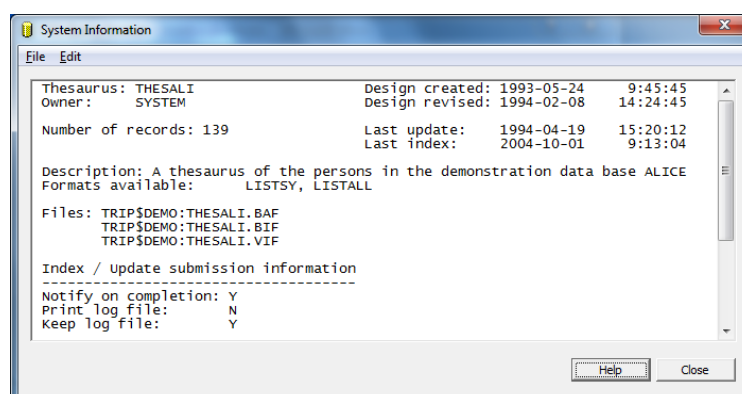 System Information
File Edit
Thesaurus: THESALI Design created: 1993-05-24 9:45:45
Owner: SYSTEM Design revised: 1994-02-08 14:24:45
Number of records: 139 Last update: 1994-04-19 15:20:12
Last index: 2004-10-01 9:13:04
Description: A thesaurus of the persons in the demonstration data base ALICE
Formats available: LISTSY, LISTALL
Files: TRIP$DEMO:THESALI.BAF
TRIP$DEMO:THESALI.BIF
TRIP$DEMO:THESALI.VIF
Index / Update submission information
-------------------------------------
Notify on completion: Y
Print log file: N
Keep log file: Y
Help Close